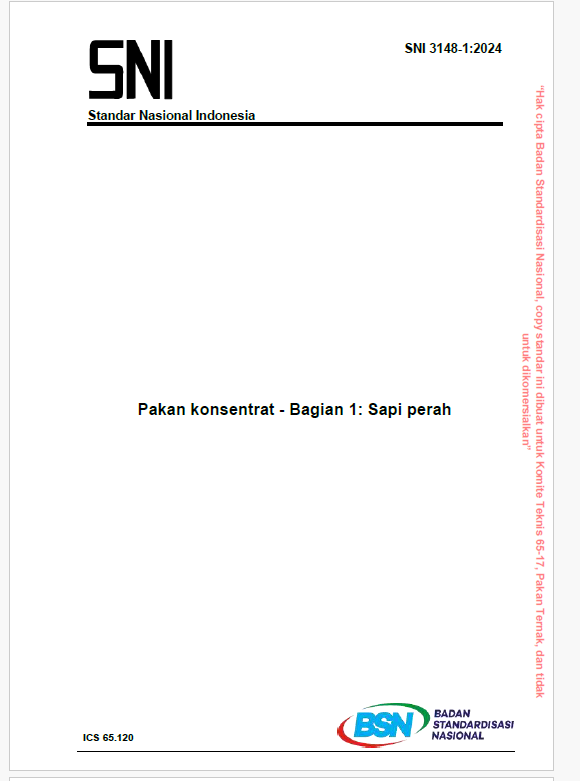 SNI
SNI 3148-1:2024
Standar Nasional Indonesia
"Hak cipta Badan Standardisasi Nasional, copy standar ini dibuat untuk Komite Teknis 65-17, Pakan Ternak, dan tidak
untuk dikomersialkan"
Pakan konsentrat - Bagian 1: Sapi perah
ICS 65.120
BSN
BADAN
STANDARDISASI
NASIONAL